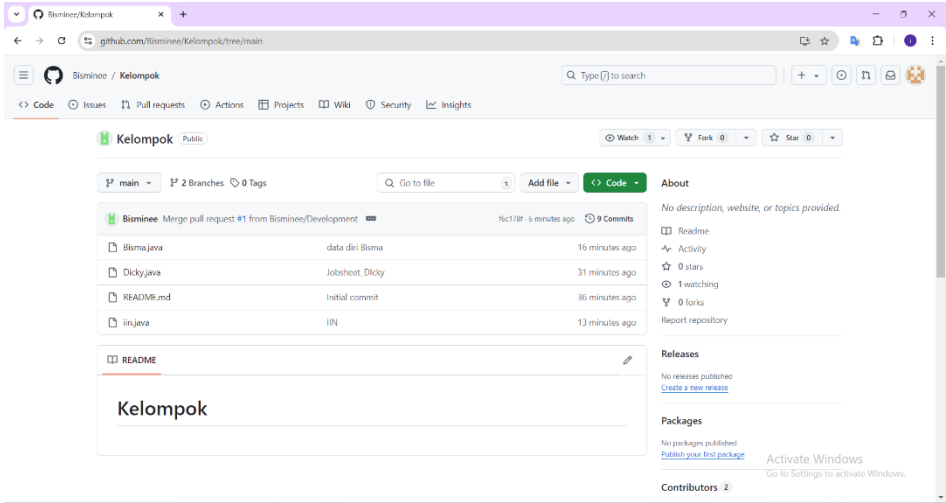 Bisminee/Kelompok
github.com/Bisminee/Kelompok/tree/main
Bisminee / Kelompok
Type / to search
Code Issues Pull requests Actions Projects Wiki Security Insights
Kelompok Public
Watch 1 Fork 0 Star 0
main 2 Branches 0 Tags Go to file t Add file Code
Bisminee Merge pull request #1 from Bisminee/Development f6c178f · 6 minutes ago 9 Commits
Bisma.java data diri Bisma 16 minutes ago
Dicky.java Jobsheet_DIcky 31 minutes ago
README.md Initial commit 36 minutes ago
iin.java IIN 13 minutes ago
README
Kelompok
About
No description, website, or topics provided.
Readme
Activity
0 stars
1 watching
0 forks
Report repository
Releases
No releases published
Create a new release
Packages
No packages published
Publish your first package
Activate Windows
Go to Settings to activate Windows.
Contributors 2